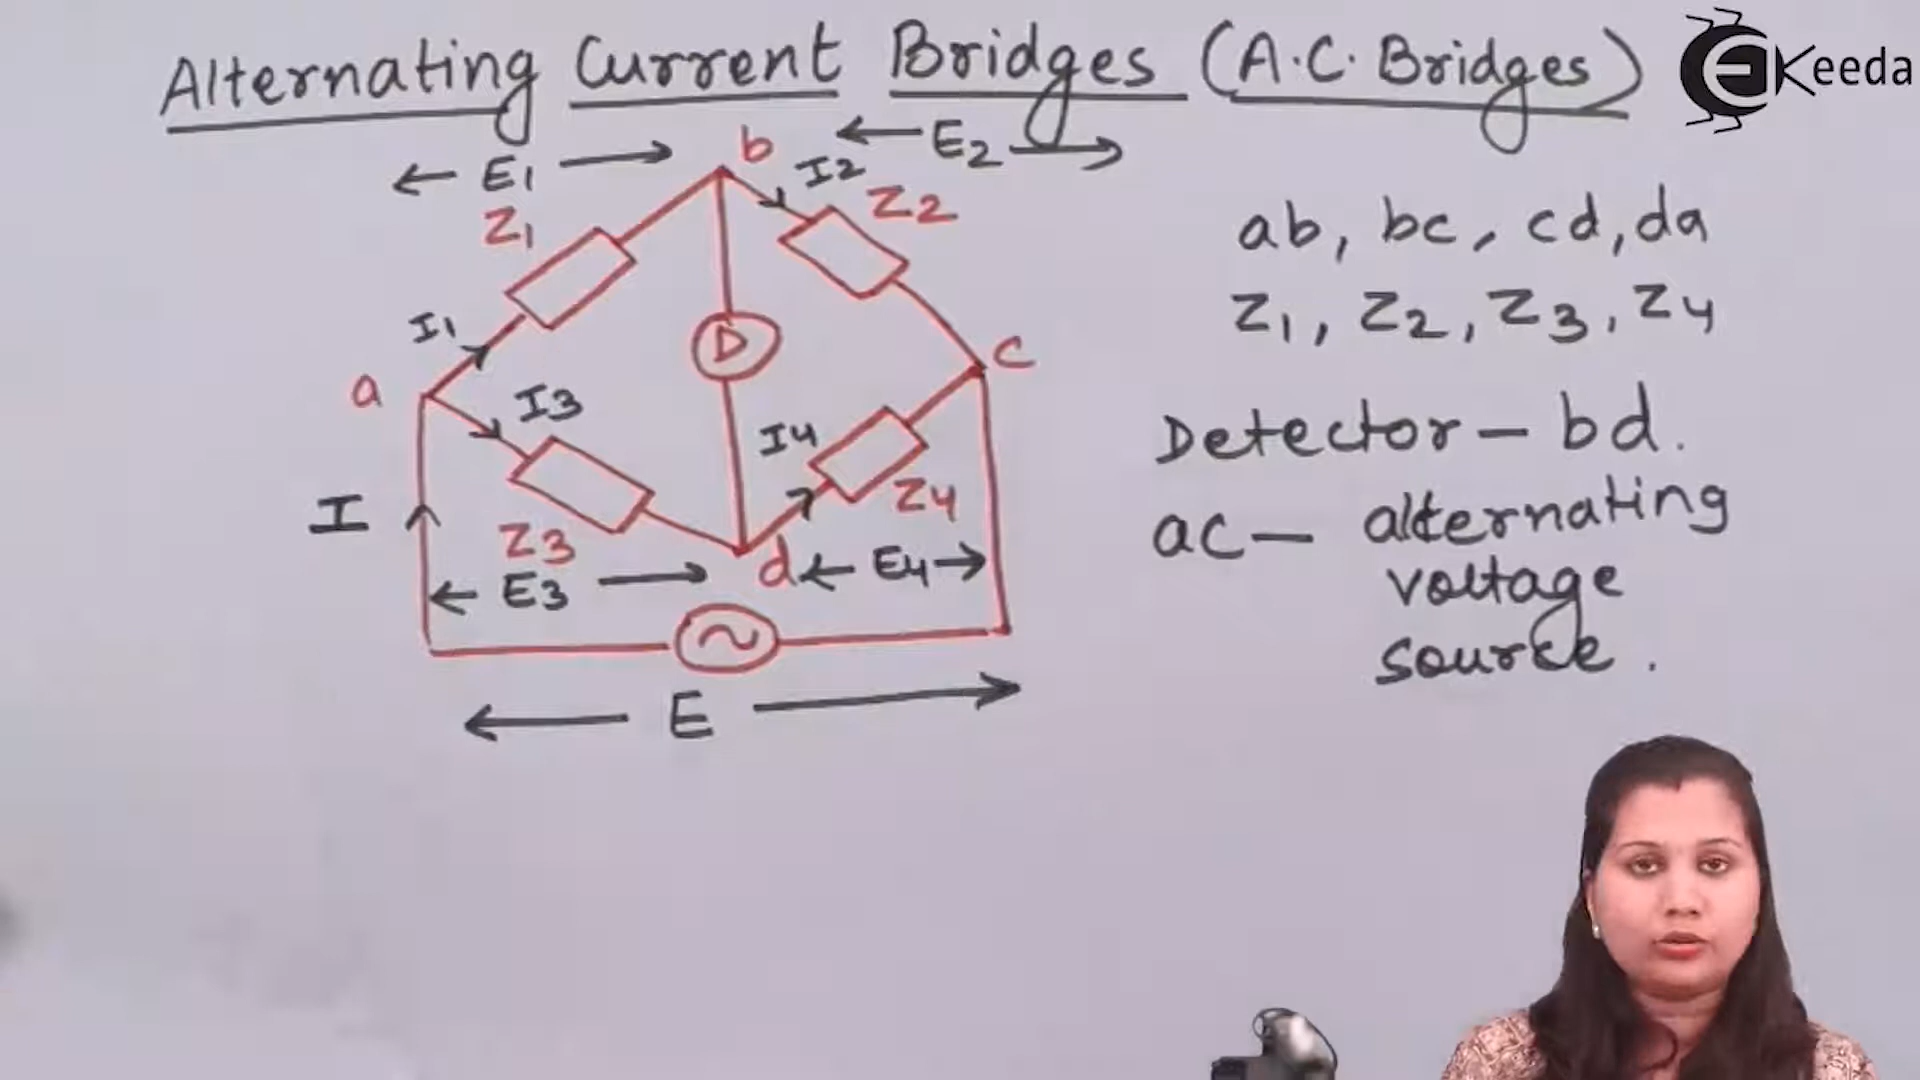 Alternating Current Bridges (A.C. Bridges)
EKeeda
← E1 →
b
← E2 →
I2
Z1
Z2
ab, bc, cd, da
Z1, Z2, Z3, Z4
I1
D
c
a
I3
I4
Detector - bd.
I
Z3
Z4
ac - alternating
voltage
source.
← E3 →
d
← E4 →
~
← E →